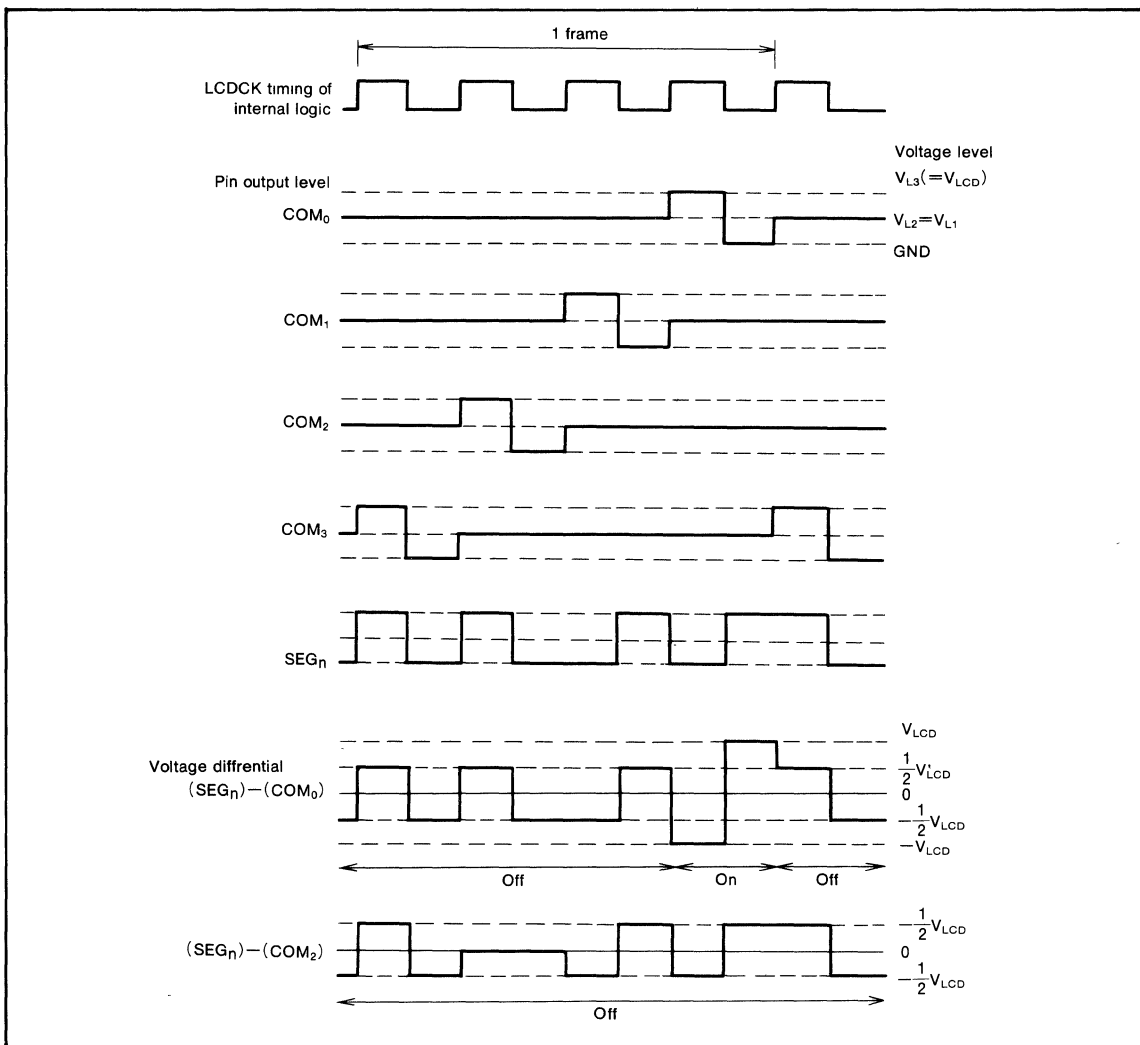 1 frame
LCDCK timing of
internal logic
Voltage level
Pin output level
V_L3(=V_LCD)
COM_0
V_L2=V_L1
GND
COM_1
COM_2
COM_3
SEG_n
V_LCD
Voltage diffrential
1/2 V_LCD
(SEG_n)-(COM_0)
0
-1/2 V_LCD
-V_LCD
Off
On
Off
-1/2 V_LCD
(SEG_n)-(COM_2)
0
-1/2 V_LCD
Off